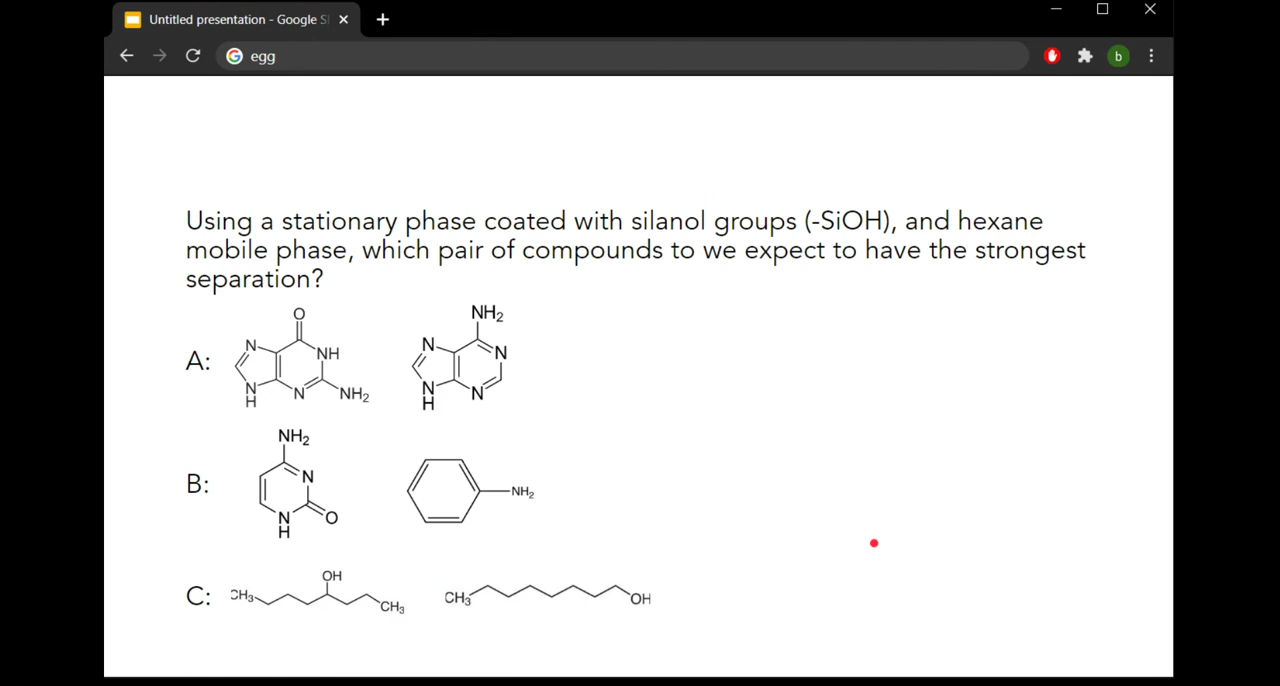 Untitled presentation - Google Sl
egg
b
Using a stationary phase coated with silanol groups (-SiOH), and hexane
mobile phase, which pair of compounds to we expect to have the strongest
separation?
A:
O
N
NH
N
H
N
NH2
NH2
N
N
N
H
N
B:
NH2
N
N
H
O
NH2
C:
CH3
OH
CH3
CH3
OH